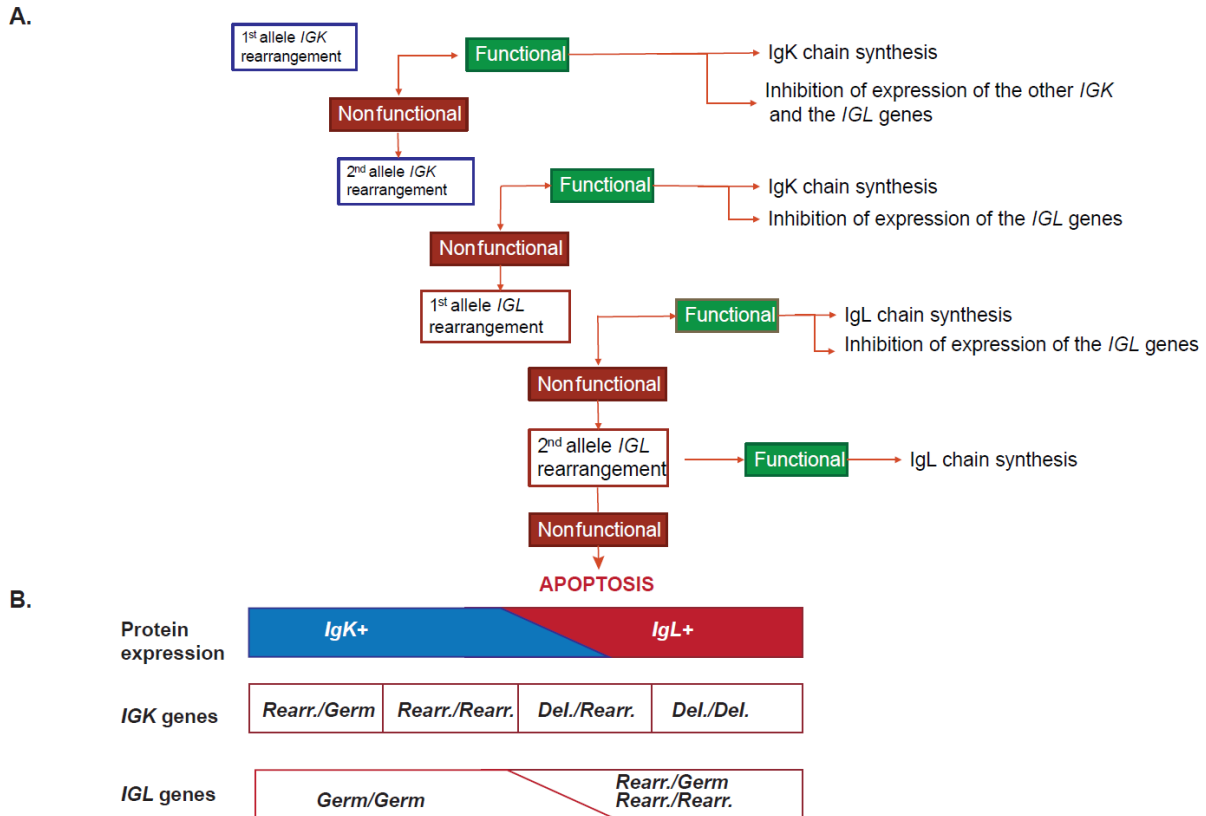 A.
1st allele IGK
rearrangement
Functional
IgK chain synthesis
Inhibition of expression of the other IGK
and the IGL genes
Nonfunctional
2nd allele IGK
rearrangement
Functional
IgK chain synthesis
Inhibition of expression of the IGL genes
Nonfunctional
1st allele IGL
rearrangement
Functional
IgL chain synthesis
Inhibition of expression of the IGL genes
Nonfunctional
2nd allele IGL
rearrangement
Functional
IgL chain synthesis
Nonfunctional
APOPTOSIS
B.
Protein
expression
IgK+
IgL+
IGK genes
Rearr./Germ
Rearr./Rearr.
Del./Rearr.
Del./Del.
IGL genes
Germ/Germ
Rearr./Germ
Rearr./Rearr.